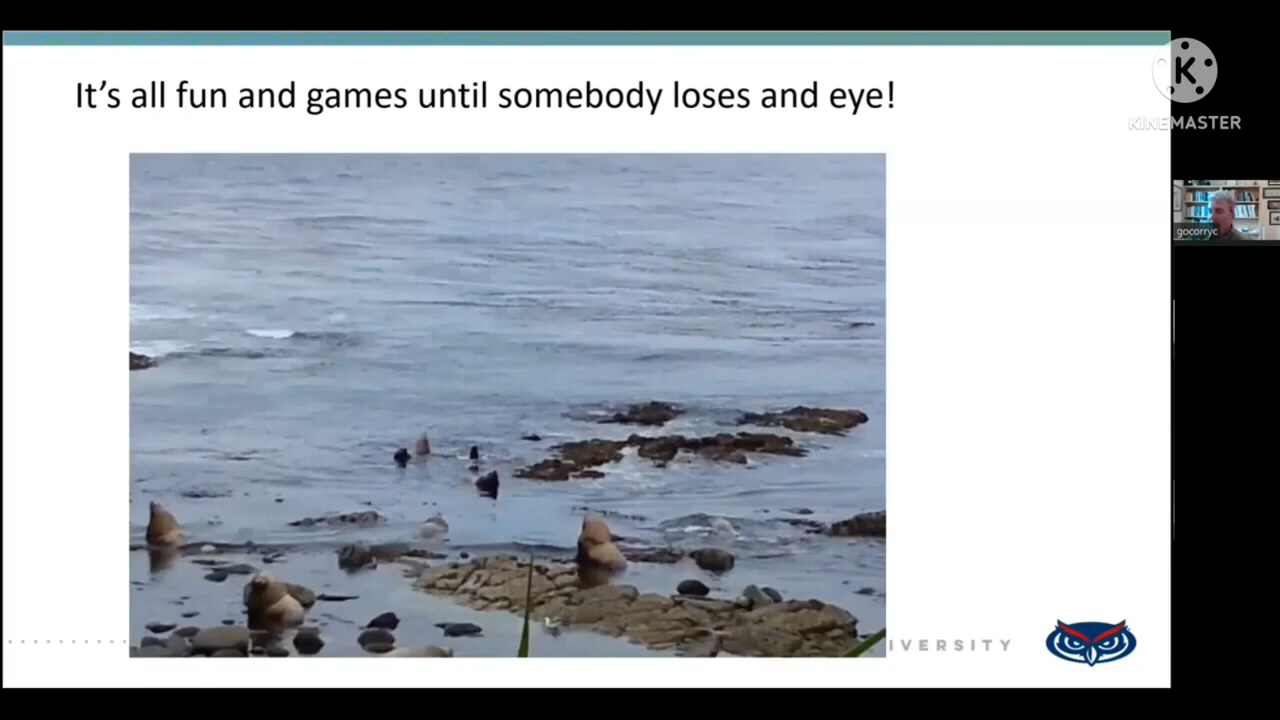 It's all fun and games until somebody loses and eye!
KINEMASTER
gocorryc
IVERSITY